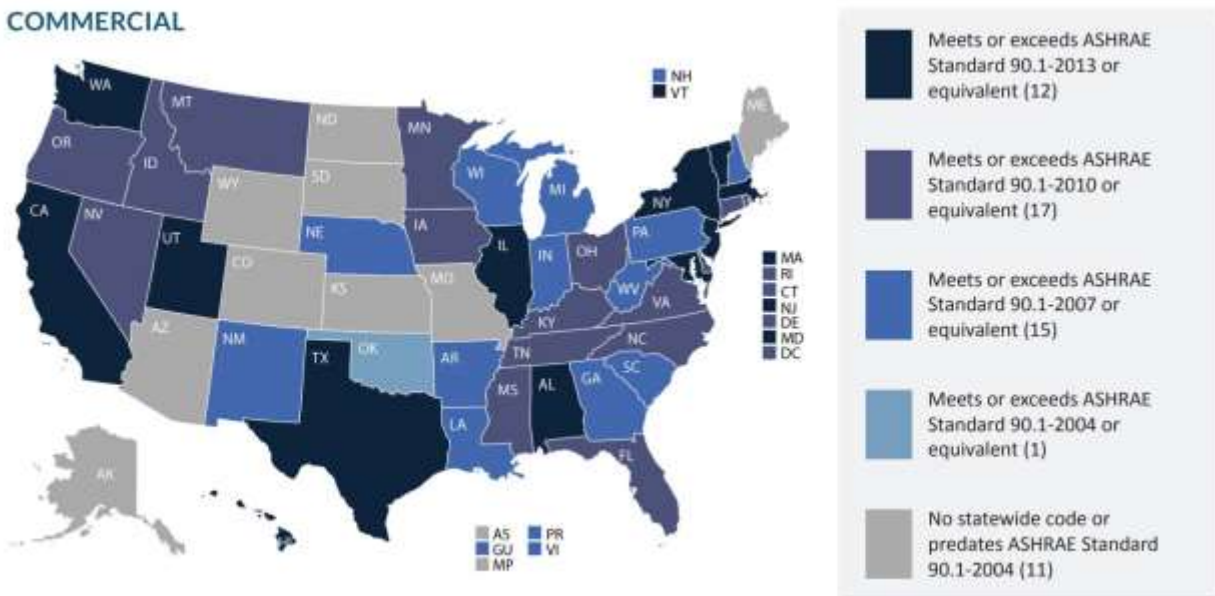 COMMERCIAL
WA
MT
ND
MN
NH
VT
ME
OR
ID
WY
SD
WI
MI
NY
CA
NV
UT
CO
NE
KS
IA
MO
IL
IN
OH
PA
WV
VA
KY
NC
TN
SC
AZ
NM
OK
AR
TX
LA
MS
AL
GA
FL
AK
MA
RI
CT
NJ
DE
MD
DC
AS
GU
MP
PR
VI
Meets or exceeds ASHRAE
Standard 90.1-2013 or
equivalent (12)
Meets or exceeds ASHRAE
Standard 90.1-2010 or
equivalent (17)
Meets or exceeds ASHRAE
Standard 90.1-2007 or
equivalent (15)
Meets or exceeds ASHRAE
Standard 90.1-2004 or
equivalent (1)
No statewide code or
predates ASHRAE Standard
90.1-2004 (11)